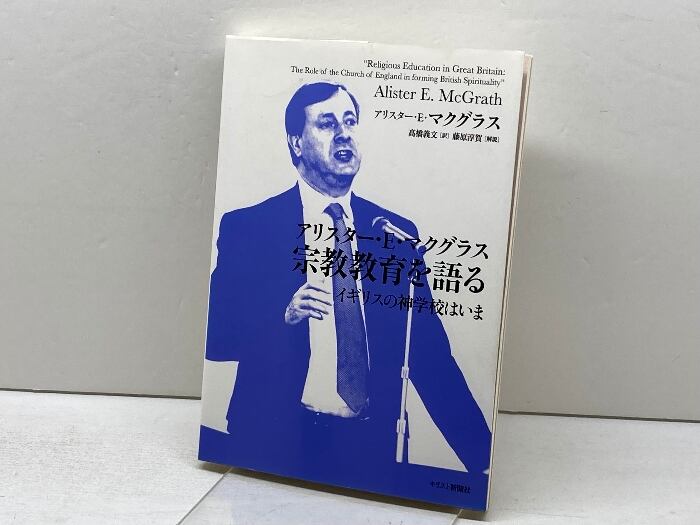 "Religious Education in Great Britain:
The Role of the Church of England in forming British Spirituality"
Alister E. McGrath
アリスター・E・マクグラス
髙橋義文［訳］ 藤原淳賀［解説］
アリスター・E・マクグラス
宗教教育を語る
イギリスの神学校はいま
キリスト新聞社